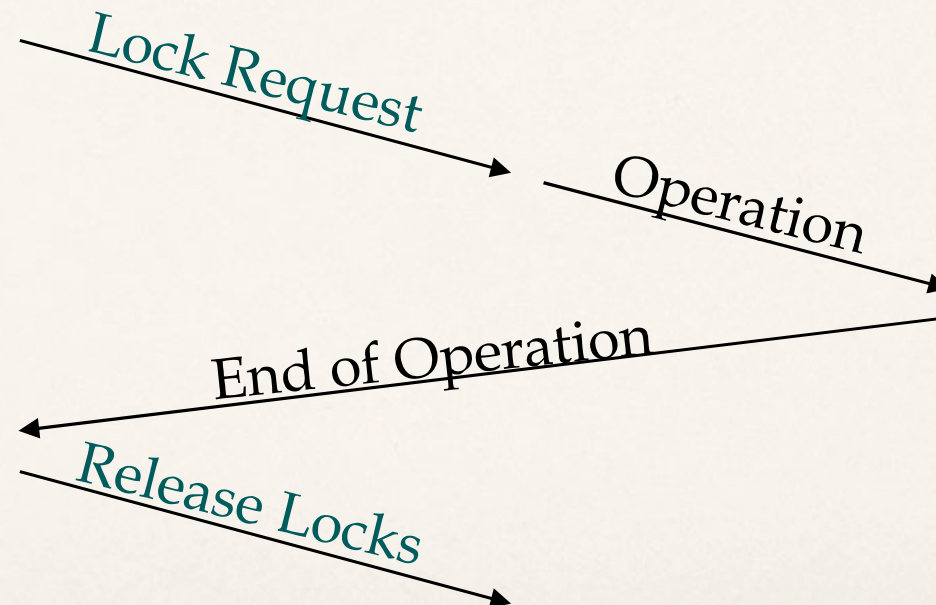 Lock Request
Operation
End of Operation
Release Locks